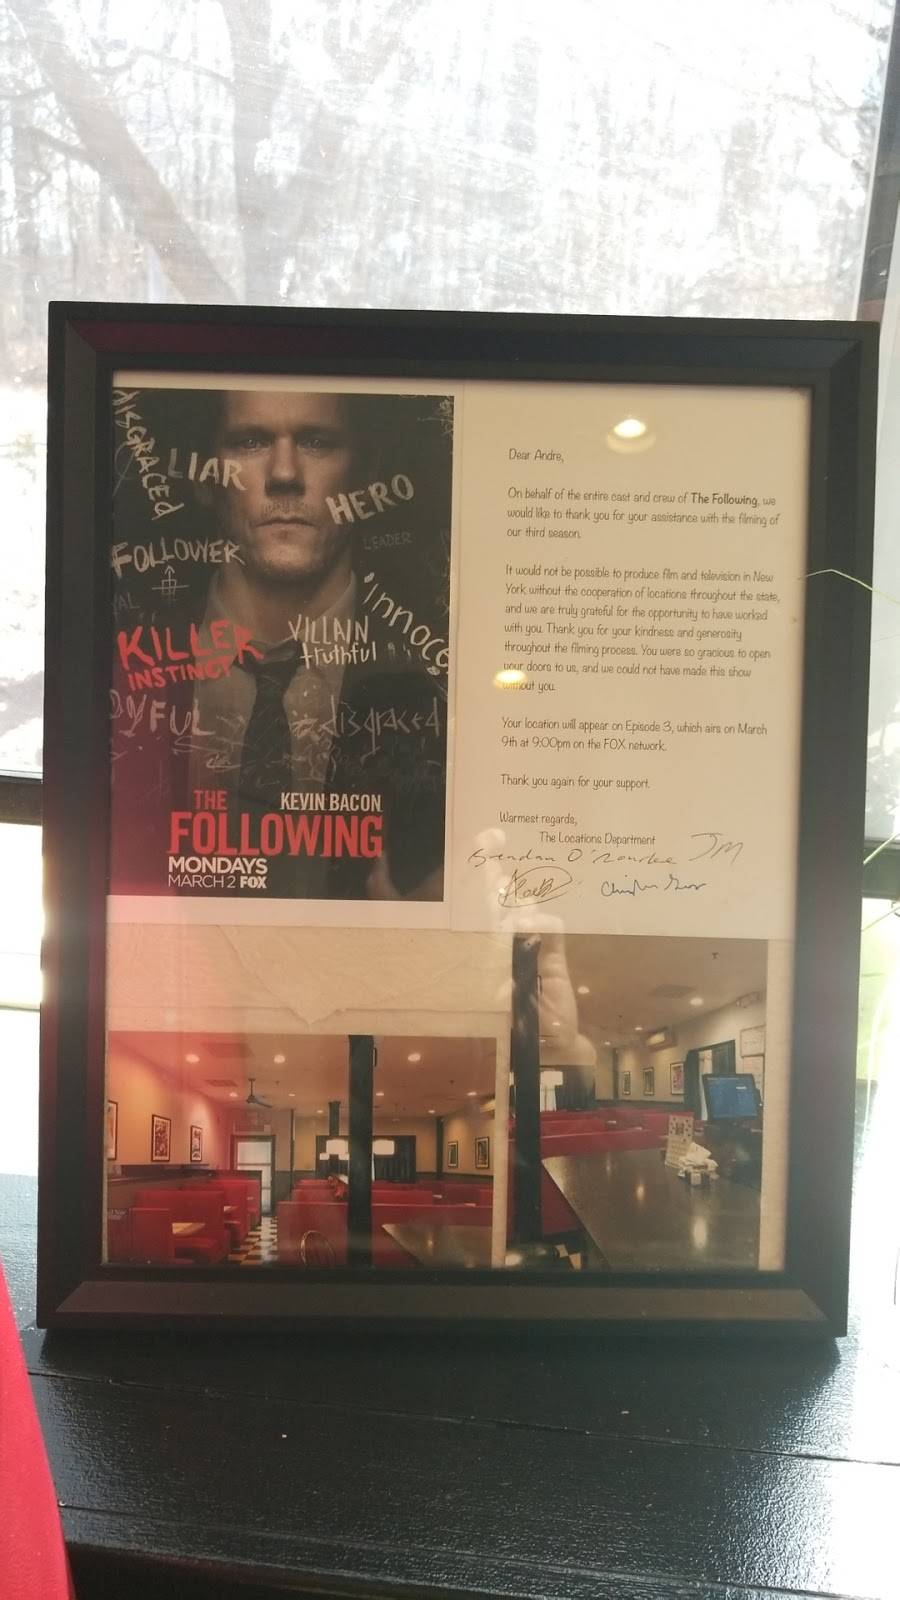 disgraced
LIAR
HERO
LEADER
FOLLOWER
innoce
KILLER
INSTINCT
VILLAIN
truthful
disgraced
THE
KEVIN BACON
FOLLOWING
MONDAYS
MARCH 2 FOX
Dear Andre,
On behalf of the entire cast and crew of The Following, we
would like to thank you for your assistance with the filming of
our third season.
It would not be possible to produce film and television in New
York without the cooperation of locations throughout the state,
and we are truly grateful for the opportunity to have worked
with you. Thank you for your kindness and generosity
throughout the filming process. You were so gracious to open
your doors to us, and we could not have made this show
without you.
Your location will appear on Episode 3, which airs on March
9th at 9:00pm on the FOX network.
Thank you again for your support.
Warmest regards,
The Locations Department
Brendan O'Rourke JM